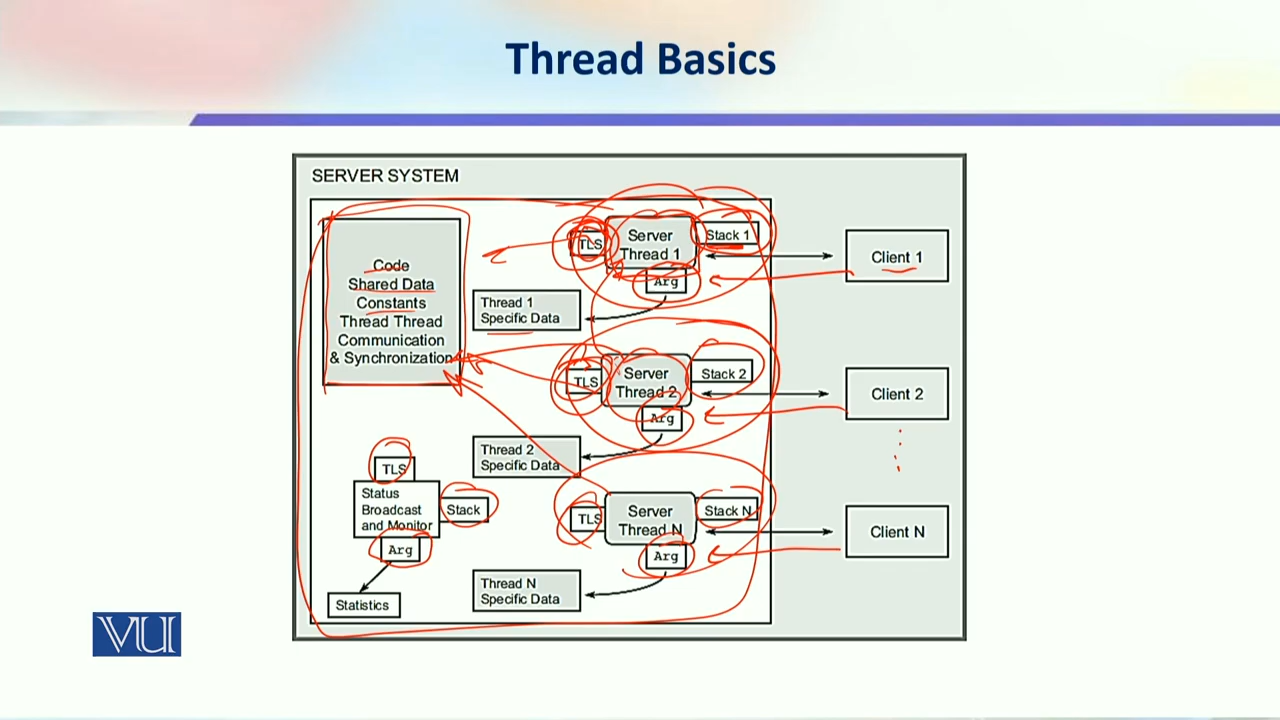 Thread Basics
SERVER SYSTEM
Code
Shared Data
Constants
Thread Thread
Communication
& Synchronization
TLS
Server
Thread 1
Stack 1
Arg
Thread 1
Specific Data
Client 1
TLS
Server
Thread 2
Stack 2
Arg
Thread 2
Specific Data
Client 2
TLS
Status
Broadcast
and Monitor
Stack
Arg
Statistics
TLS
Server
Thread N
Stack N
Arg
Thread N
Specific Data
Client N
VU